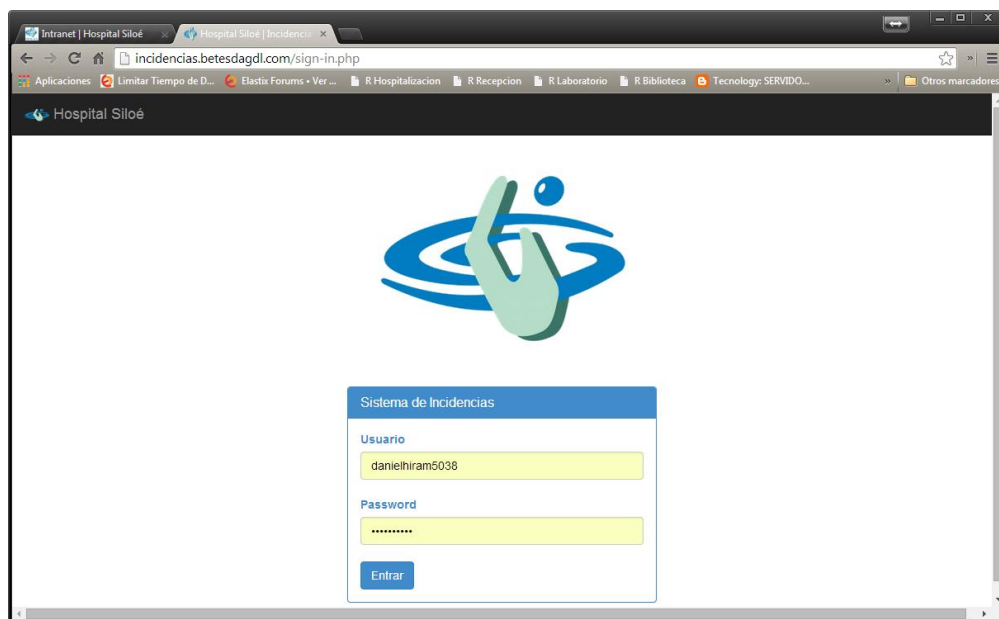 Intranet | Hospital Siloé
Hospital Siloé | Incidencia
incidencias.betesdagdl.com/sign-in.php
Aplicaciones Limitar Tiempo de D... Elastix Forums • Ver ... R Hospitalizacion R Recepcion R Laboratorio R Biblioteca Tecnology: SERVIDO... » Otros marcadores
Hospital Siloé
Sistema de Incidencias
Usuario
danielhiram5038
Password
••••••••••
Entrar